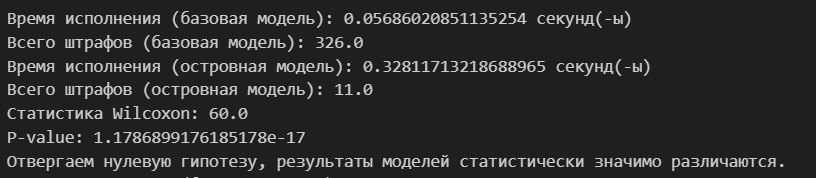 Время исполнения (базовая модель): 0.05686020851135254 секунд(-ы)
Всего штрафов (базовая модель): 326.0
Время исполнения (островная модель): 0.32811713218688965 секунд(-ы)
Всего штрафов (островная модель): 11.0
Статистика Wilcoxon: 60.0
P-value: 1.1786899176185178e-17
Отвергаем нулевую гипотезу, результаты моделей статистически значимо различаются.